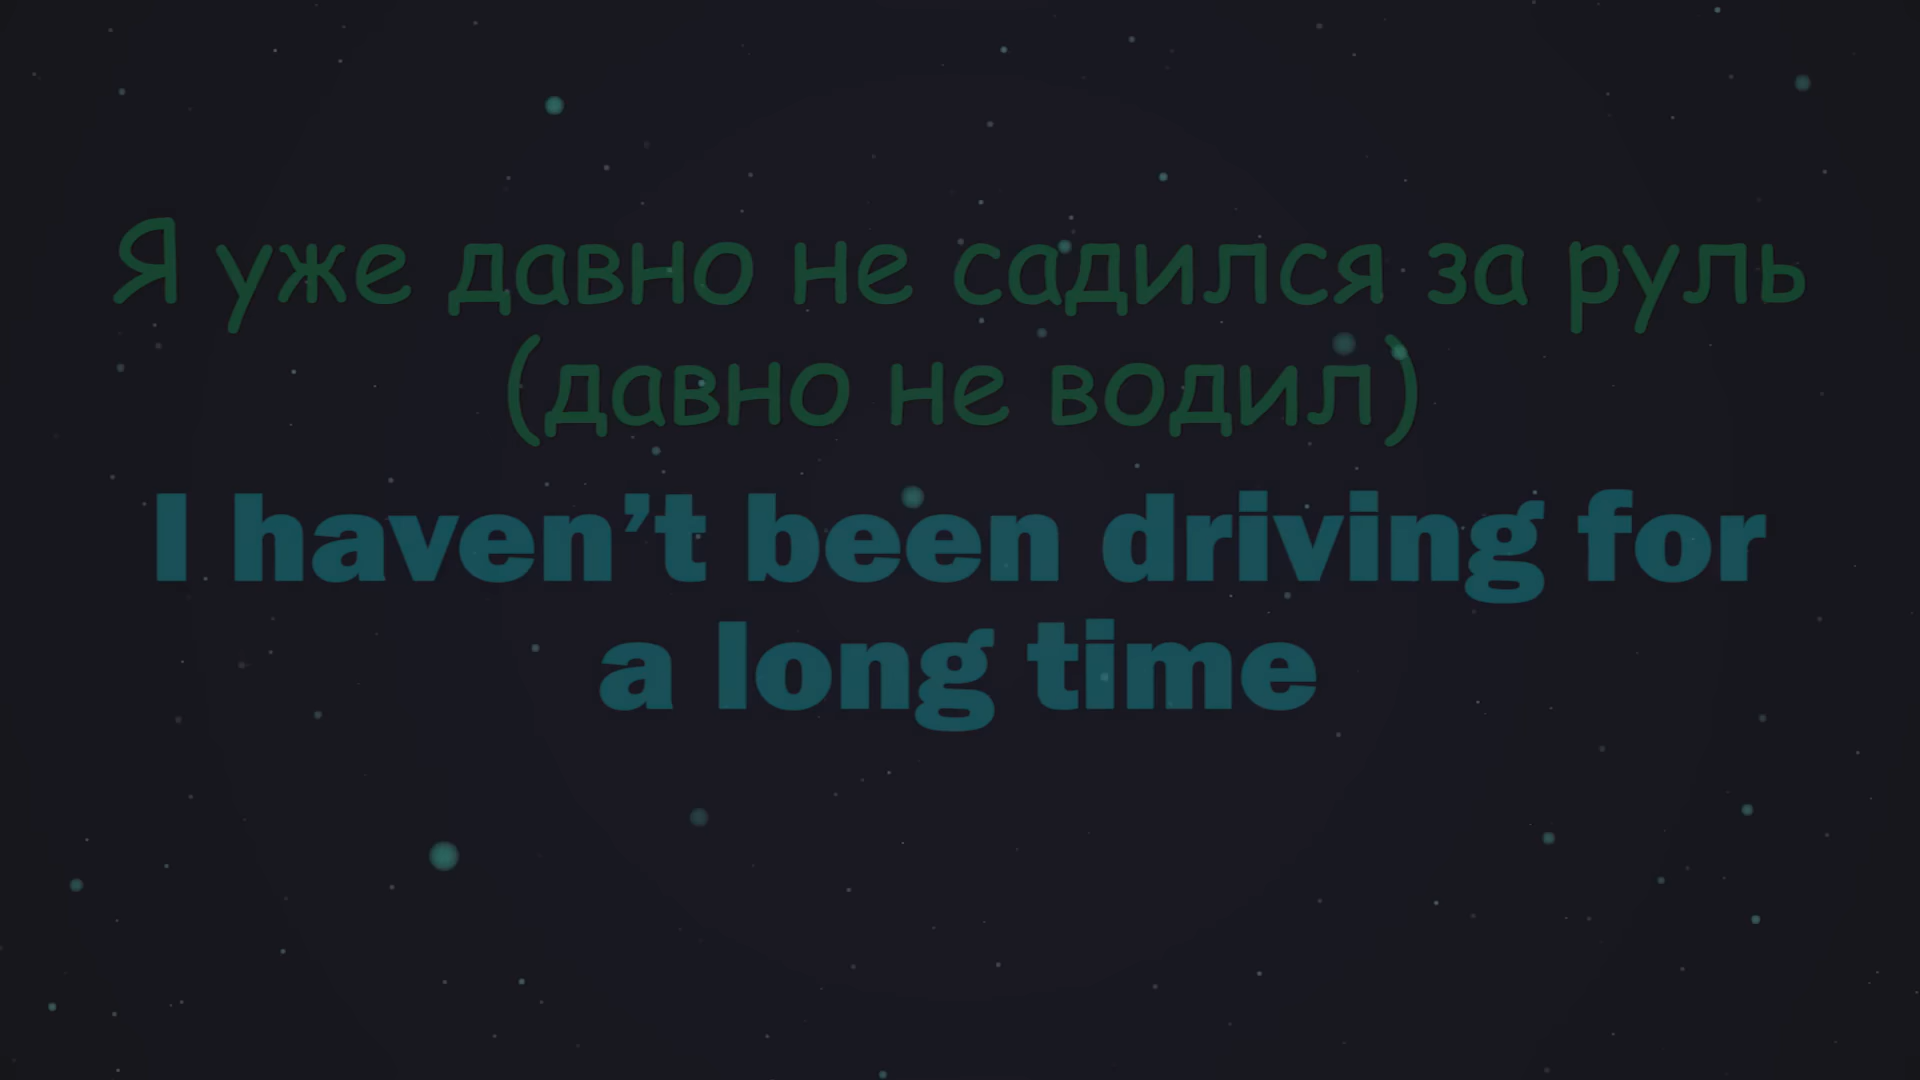 Я уже давно не садился за руль
(давно не водил)
I haven’t been driving for
a long time